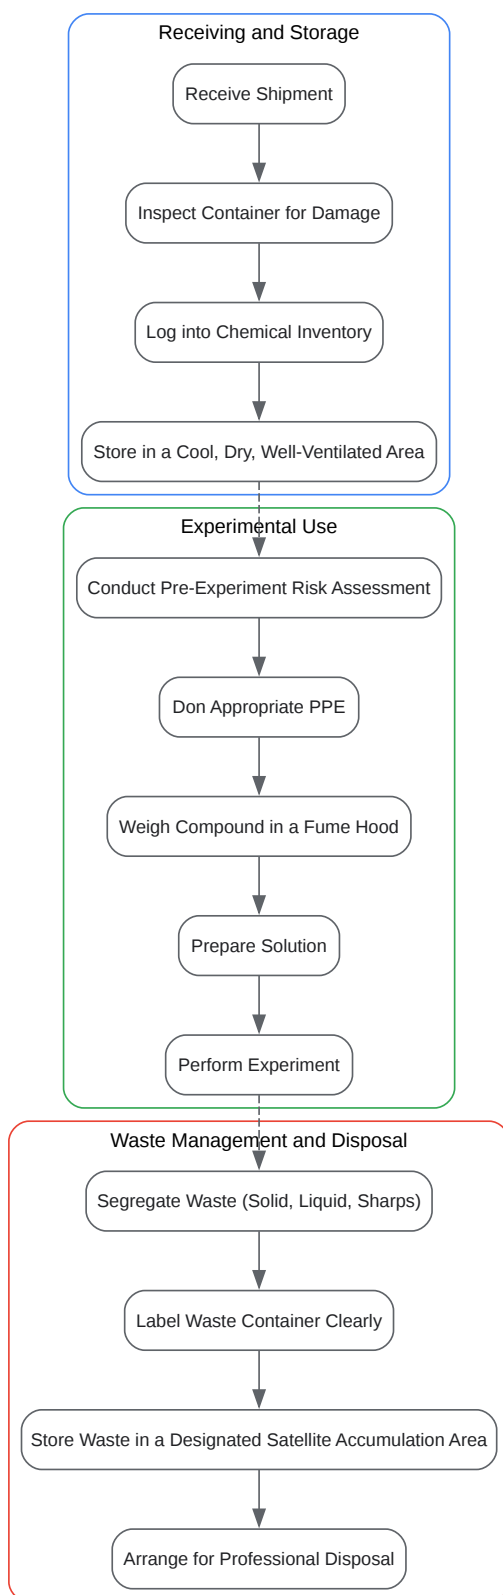 Receiving and Storage
Receive Shipment
Inspect Container for Damage
Log into Chemical Inventory
Store in a Cool, Dry, Well-Ventilated Area
Experimental Use
Conduct Pre-Experiment Risk Assessment
Don Appropriate PPE
Weigh Compound in a Fume Hood
Prepare Solution
Perform Experiment
Waste Management and Disposal
Segregate Waste (Solid, Liquid, Sharps)
Label Waste Container Clearly
Store Waste in a Designated Satellite Accumulation Area
Arrange for Professional Disposal